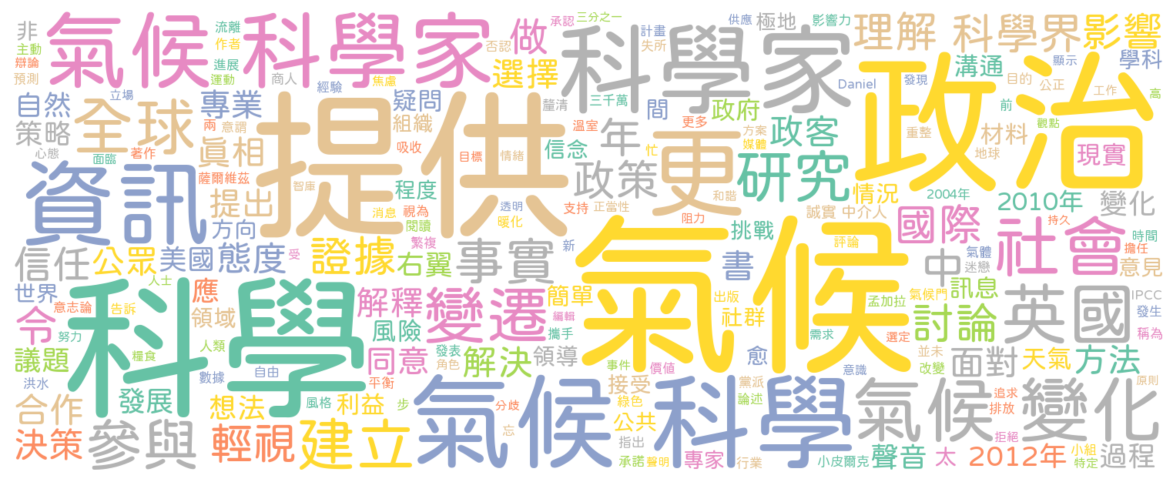 非 主動 辯論 預測 氣候 科學家 流離 作者 進展 運動 商人 立場 經驗 否認 焦慮 承認 三分之一 做 選擇 科學家
計畫 失所 供應 極地 影響力 理解 科學界 影響
自然 策略 心態 全球 面臨 著作 專業 真相 兩 意謂 薩爾維茲 提出 方向
疑問 組織 吸收 程度 提供 目標 情緒 智庫 消息 視為 閱讀 繁複 透明 暖化
釐清 三千萬 溫室 信念 間 年 忙 政府 更多 政客 方案 媒體 Daniel 溝通 發現 顯示 學科
政治 重整 地球 目的 前 公正 觀點 材料 工作 現實 高
資訊 支持 正當性 政策 更 和諧 阻力 研究 情況 誠實 中介人 2004年 2010年 變化
信任 公眾 美國 態度 受 證據 右翼 事實 新 挑戰 書 評論 國際 中 氣體 迷戀 社會 持久 時間 擔任 意見
世界 意志論 人士 告訴 應 領域 令 努力 議題 糧食 人類 洪水 數據 科學
解釋 風險 變遷 簡單 編輯 攜手 同意 發表 角色 解決 領導 氣候 出版 社群 事件 價值 愈 需求 意識
孟加拉 氣候門 訊息 選定 討論 並未 改變 英國 IPCC 發生 稱為 面對 天氣 方法
合作 發展 自由 風格 想法 步 利益 平衡 分歧 接受 綠色 黨派 論述 公共 指出 追求 排放 原則
決策 參與 輕視 建立 忘 氣候 科學 承諾 聲明 專家 行業 小皮爾克 氣候變化 聲音 太 2012年 拒絕 小組 特定 過程